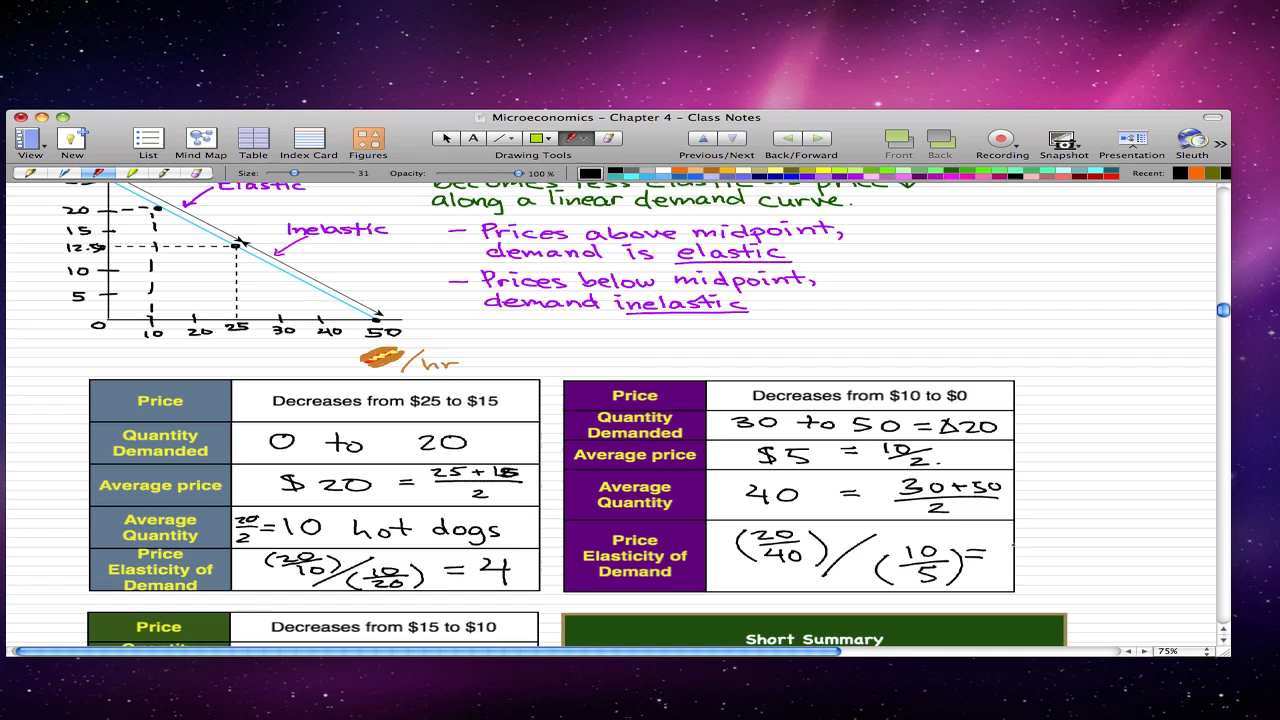 Microeconomics - Chapter 4 - Class Notes
View New List Mind Map Table Index Card Figures Drawing Tools Previous/Next Back/Forward Front Back Recording Snapshot Presentation Sleuth
Size: 31 Opacity: 100 % Recent:
Elastic
becomes less elastic as price ↓
along a linear demand curve.
20
Inelastic
15
12.50
10
5
0 10 20 25 30 40 50
/hr
- Prices above midpoint,
demand is elastic
- Prices below midpoint,
demand inelastic
Price Decreases from $25 to $15
Quantity Demanded 0 to 20
Average price $20 = 25+15/2
Average Quantity 20/2 = 10 hot dogs
Price Elasticity of Demand (20/10)/(10/20) = 4
Price Decreases from $10 to $0
Quantity Demanded 30 to 50 = Δ20
Average price $5 = 10/2.
Average Quantity 40 = 30+50/2
Price Elasticity of Demand (20/40)/(10/5) =
Price Decreases from $15 to $10
Short Summary
75%